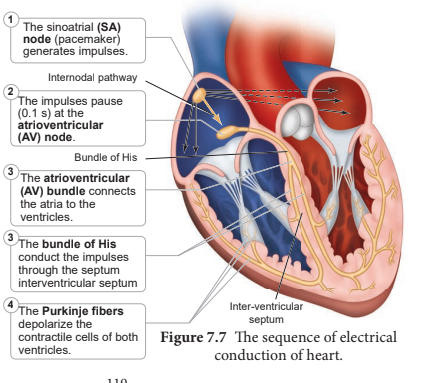 1
The sinoatrial (SA)
node (pacemaker)
generates impulses.
Internodal pathway
2
The impulses pause
(0.1 s) at the
atrioventricular
(AV) node.
Bundle of His
3
The atrioventricular
(AV) bundle connects
the atria to the
ventricles.
3
The bundle of His
conduct the impulses
through the septum
interventricular septum
4
The Purkinje fibers
depolarize the
contractile cells of both
ventricles.
Inter-ventricular
septum
Figure 7.7 The sequence of electrical
conduction of heart.